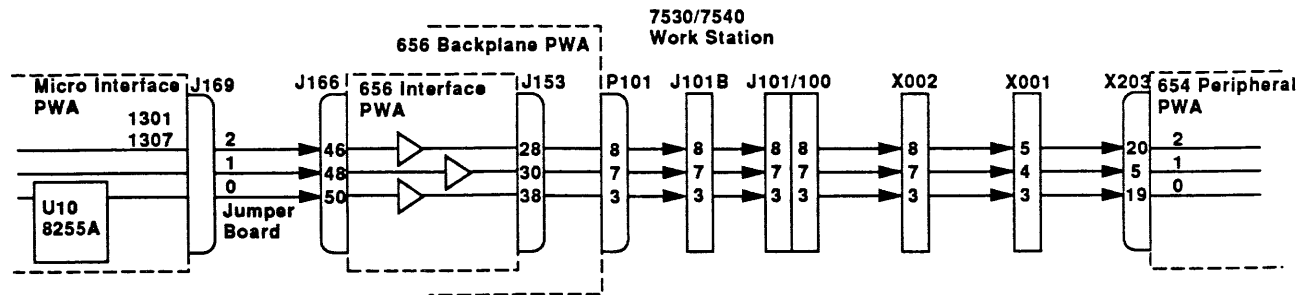 7530/7540
Work Station
656 Backplane PWA
Micro Interface
PWA
J169
J166
656 Interface
PWA
J153
P101
J101B
J101/100
X002
X001
X203
654 Peripheral
PWA
1301
1307
2
46
28
8
8
8 8
8
5
20
2
1
48
30
7
7
7 7
7
4
5
1
0
50
38
3
3
3 3
3
3
19
0
U10
8255A
Jumper
Board